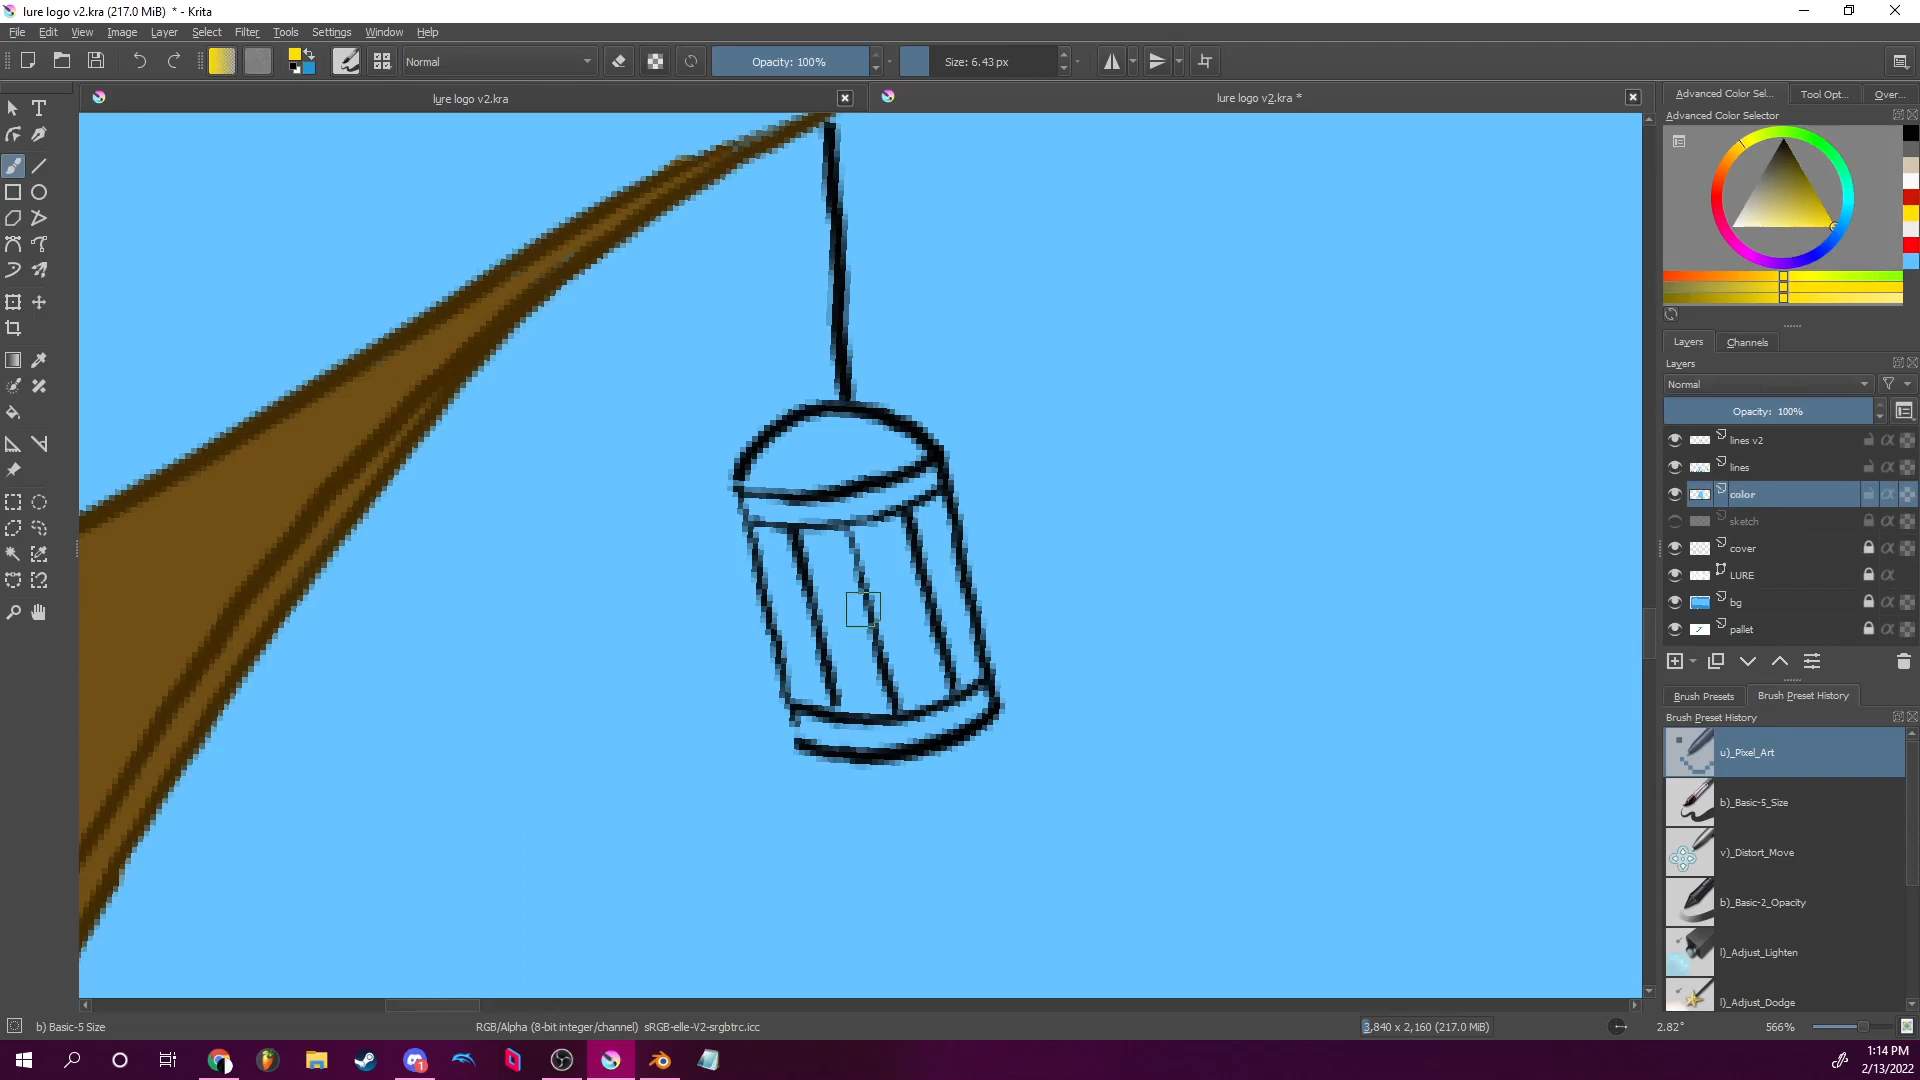 lure logo v2.kra (217.0 MiB)  * - Krita
File Edit View Image Layer Select Filter Tools Settings Window Help
Normal
Opacity: 100%
Size: 6.43 px
lure logo v2.kra
lure logo v2.kra *
Advanced Color Sel...
Tool Opt...
Over...
Advanced Color Selector
Layers
Channels
Layers
Normal
Opacity:  100%
lines v2
lines
color
sketch
cover
LURE
bg
pallet
Brush Presets
Brush Preset History
Brush Preset History
u)_Pixel_Art
b)_Basic-5_Size
v)_Distort_Move
b)_Basic-2_Opacity
l)_Adjust_Lighten
l)_Adjust_Dodge
b) Basic-5 Size
RGB/Alpha (8-bit integer/channel)  sRGB-elle-V2-srgbtrc.icc
3,840 x 2,160 (217.0 MiB)
2.82°
566%
1
1:14 PM
2/13/2022